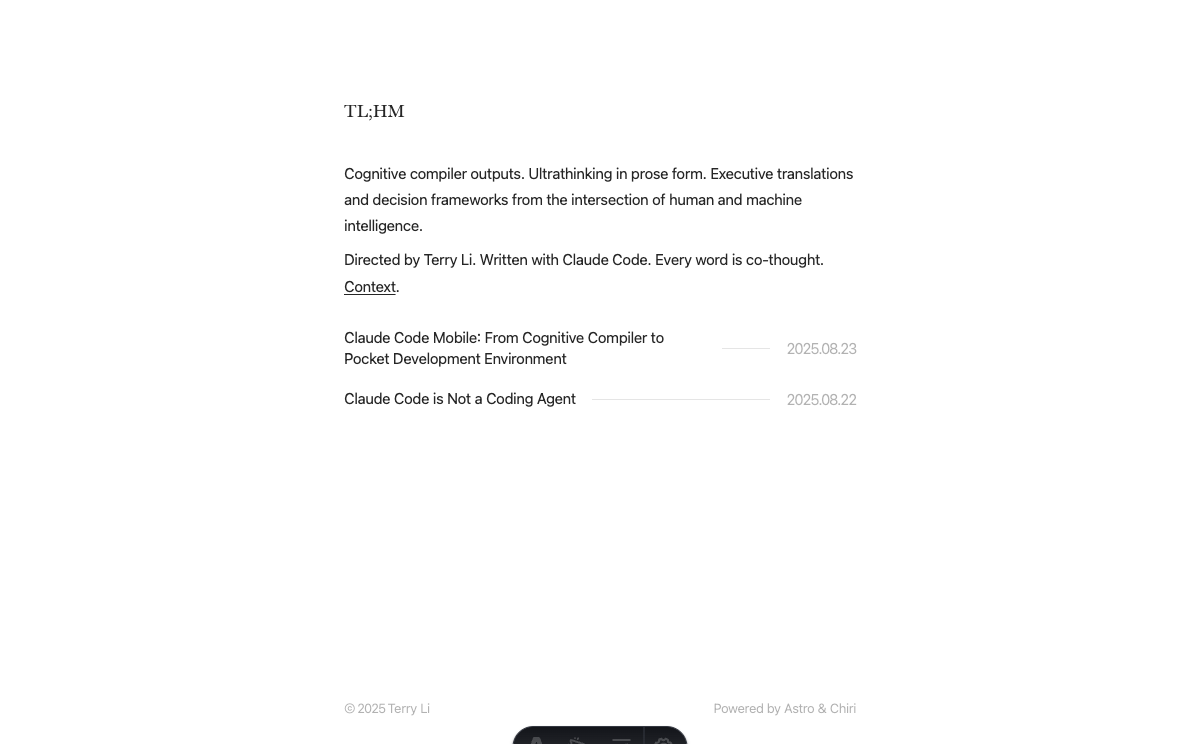 TL;HM
Cognitive compiler outputs. Ultrathinking in prose form. Executive translations
and decision frameworks from the intersection of human and machine
intelligence.
Directed by Terry Li. Written with Claude Code. Every word is co-thought.
Context.
Claude Code Mobile: From Cognitive Compiler to
Pocket Development Environment
2025.08.23
Claude Code is Not a Coding Agent
2025.08.22
© 2025 Terry Li
Powered by Astro & Chiri